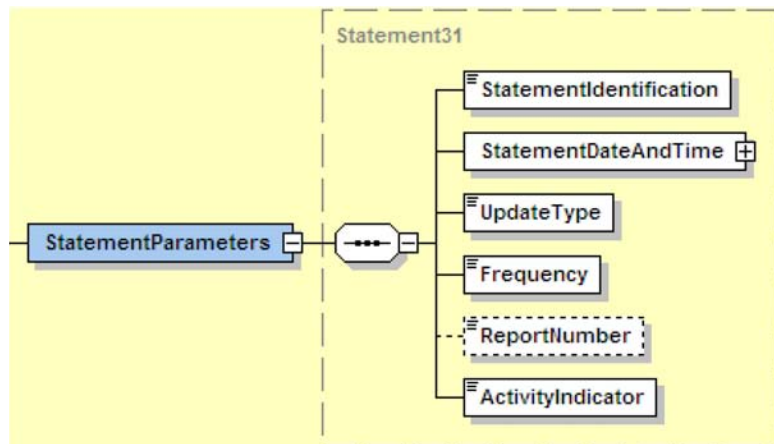 Statement31
StatementIdentification
StatementDateAndTime
UpdateType
StatementParameters
Frequency
ReportNumber
ActivityIndicator